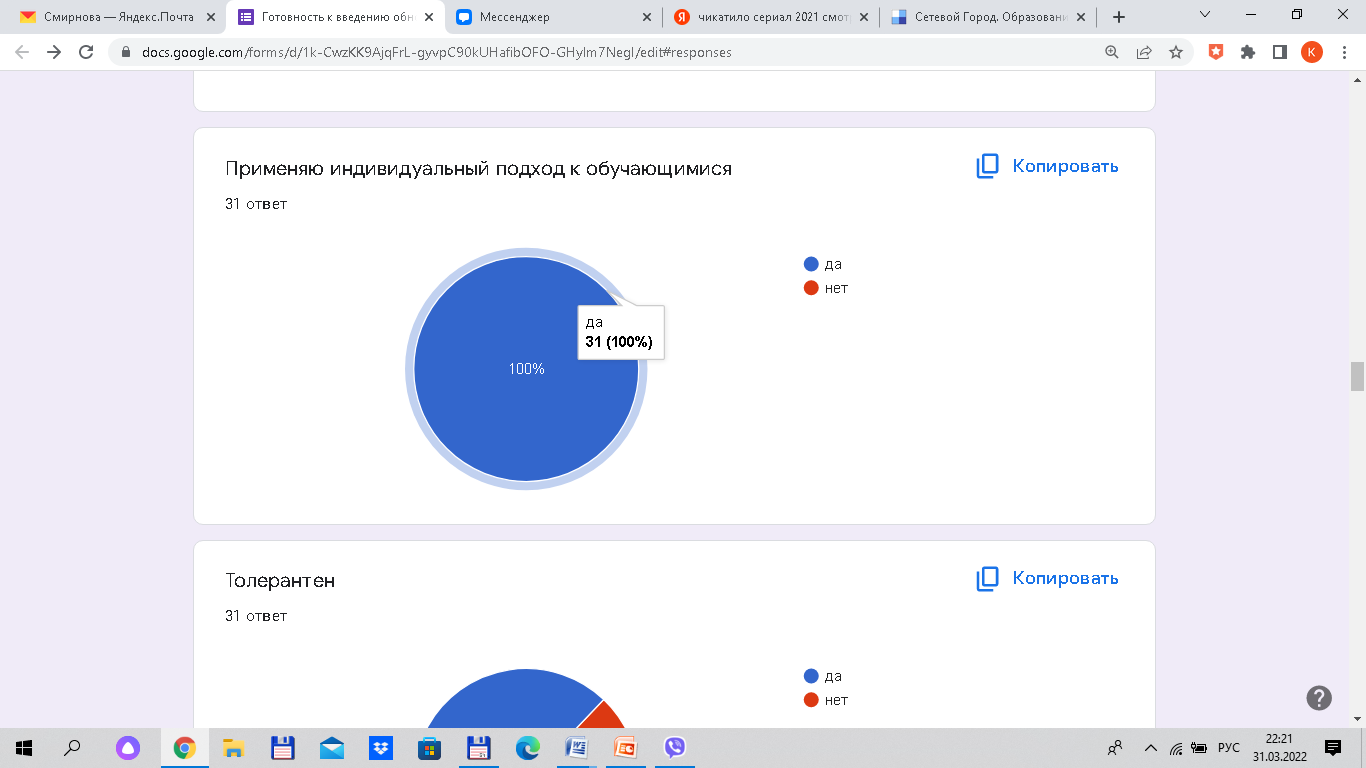 Смирнова — Яндекс.Почта
Готовность к введению обн
Мессенджер
чикатило сериал 2021 смот
Сетевой Город. Образовани
docs.google.com/forms/d/1k-CwzKK9AjqFrL-gyvpC90kUHafibOFO-GHylm7NegI/edit#responses
К
Применяю индивидуальный подход к обучающимися
Копировать
31 ответ
да
нет
да
31 (100%)
100%
Толерантен
Копировать
31 ответ
да
нет
РУС
22:21
31.03.2022